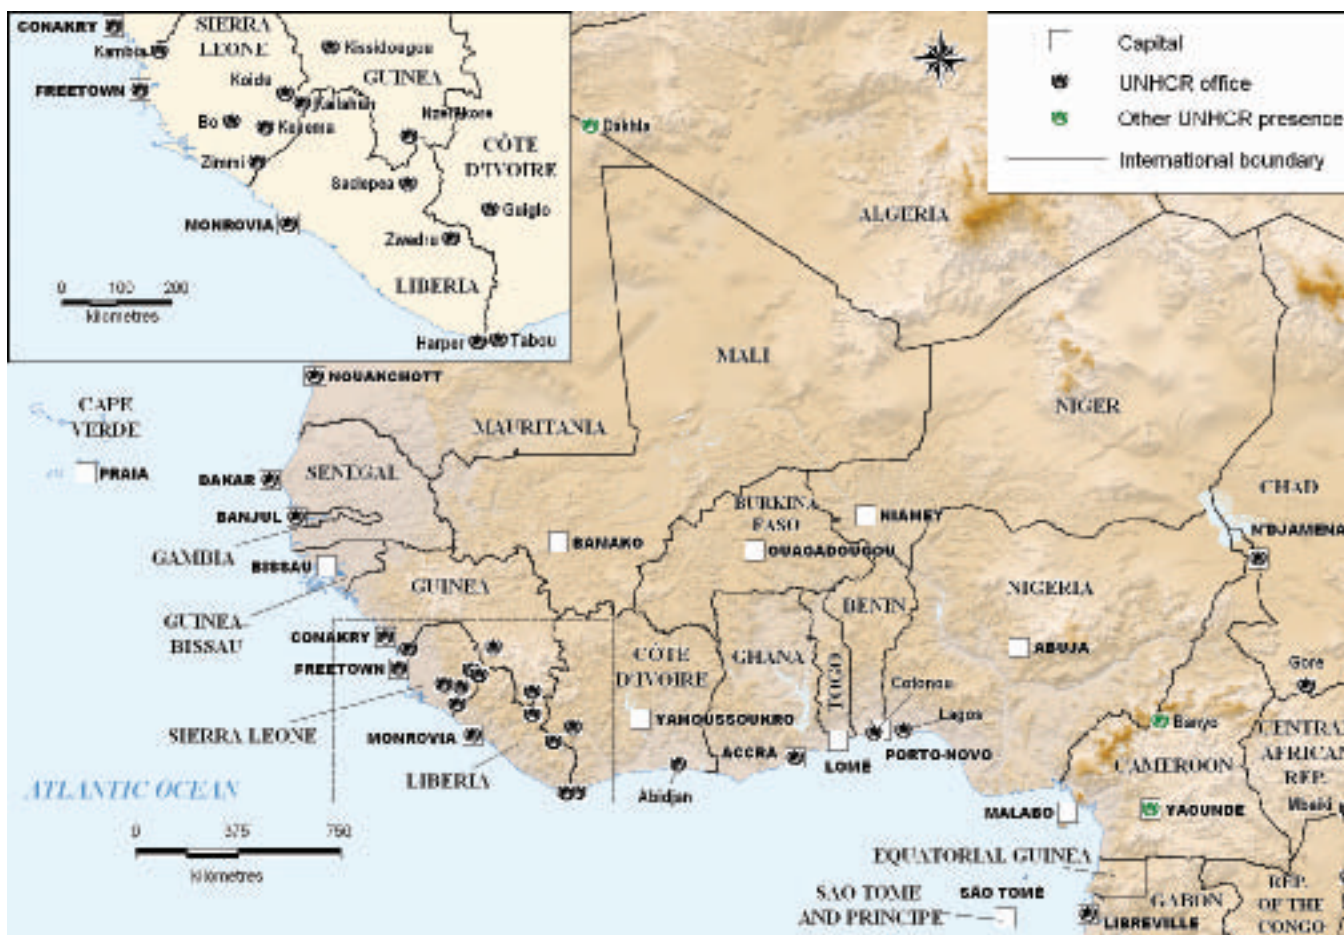 CONAKRY
SIERRA
LEONE
Kambia
Kissidougou
GUINEA
Koidu
FREETOWN
Kailahun
Nzerekore
Bo
Kenema
CÔTE
D'IVOIRE
Zimmi
Saclepea
Guiglo
MONROVIA
Zwedru
LIBERIA
0 100 200
kilometres
Harper
Tabou
Capital
UNHCR office
Other UNHCR presence
International boundary
Dakhla
ALGERIA
MALI
NOUAKCHOTT
CAPE
VERDE
NIGER
MAURITANIA
PRAIA
DAKAR
SENEGAL
CHAD
BURKINA
FASO
NIAMEY
BANJUL
N'DJAMENA
GAMBIA
BAMAKO
OUAGADOUGOU
BISSAU
GUINEA
NIGERIA
BENIN
GUINEA
BISSAU
CONAKRY
ABUJA
FREETOWN
CÔTE
D'IVOIRE
GHANA
TOGO
Gore
Cotonou
Lagos
YAMOUSSOUKRO
Banyo
SIERRA LEONE
MONROVIA
ACCRA
LOMÉ
PORTO-NOVO
CENTRAL
AFRICAN
REP.
CAMEROON
LIBERIA
ATLANTIC OCEAN
Abidjan
MALABO
YAOUNDE
Mbaiki
0 375 750
kilometres
EQUATORIAL GUINEA
SAO TOME
AND PRINCIPE
SÃO TOMÉ
GABON
REP.
OF THE
CONGO
LIBREVILLE